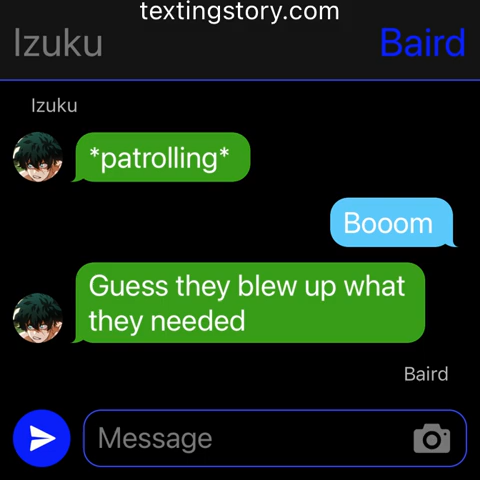 textingstory.com
Izuku
Baird
Izuku
*patrolling*
Booom
Guess they blew up what
they needed
Baird
Message